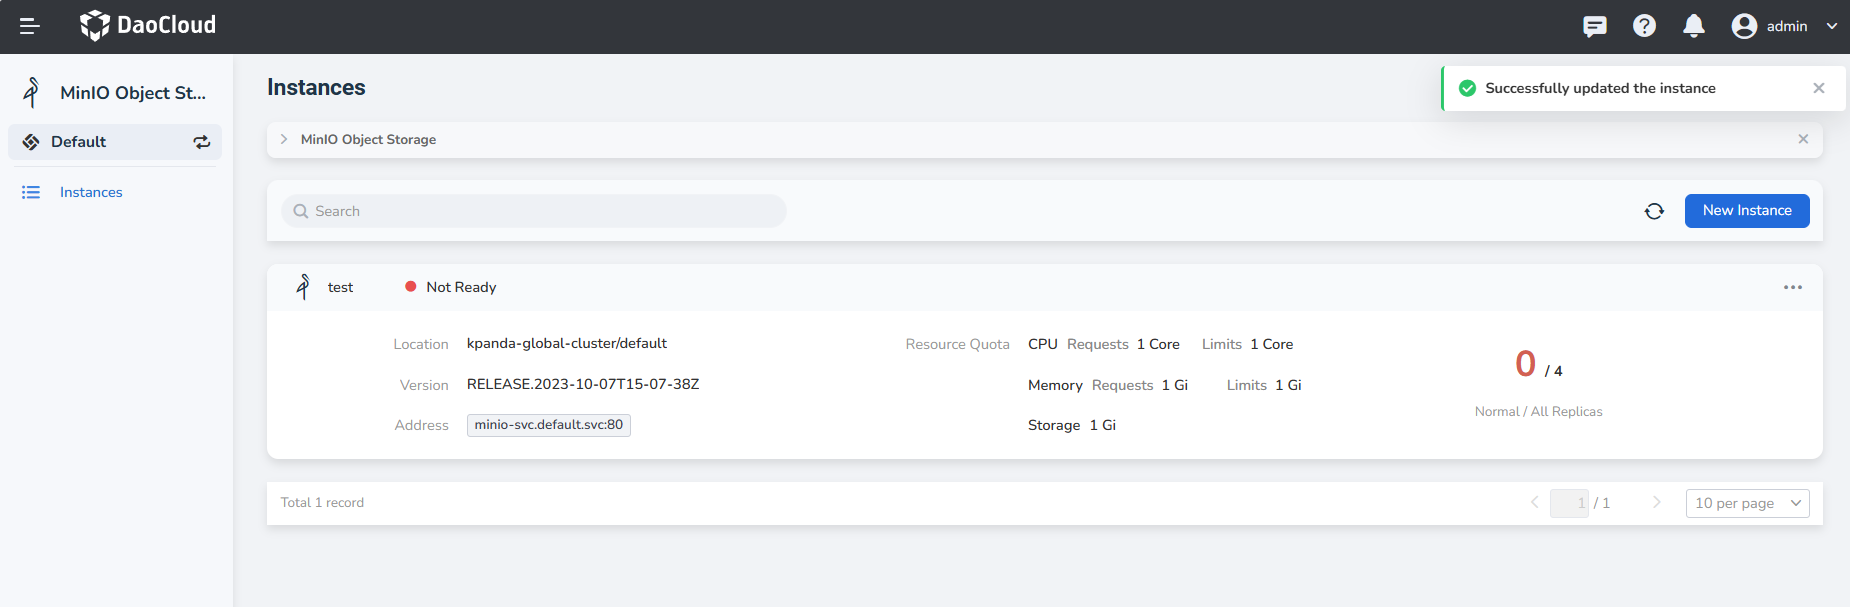 DaoCloud
admin
MinIO Object St...
Default
Instances
Instances
Successfully updated the instance
MinIO Object Storage
Search
New Instance
test
Not Ready
Location kpanda-global-cluster/default
Version RELEASE.2023-10-07T15-07-38Z
Address minio-svc.default.svc:80
Resource Quota CPU Requests 1 Core Limits 1 Core
Memory Requests 1 Gi Limits 1 Gi
Storage 1 Gi
0 / 4
Normal / All Replicas
Total 1 record
1 / 1
10 per page